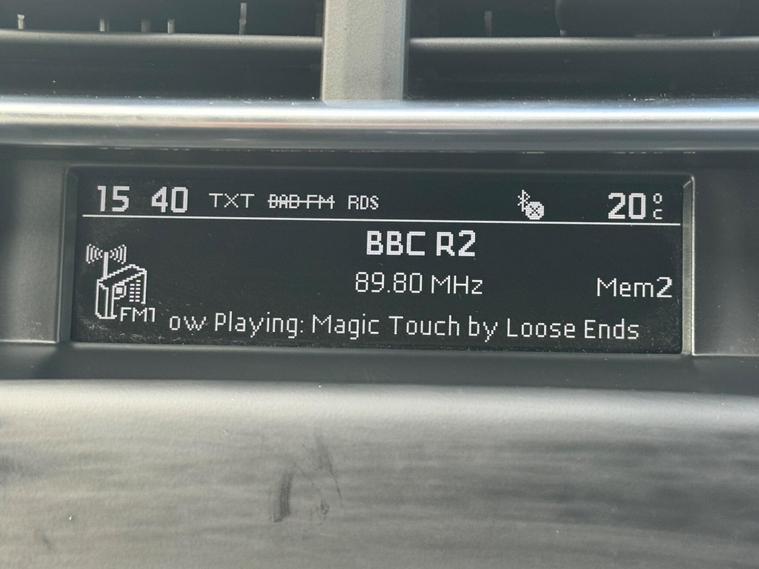 15 40 TXT DAB-FM RDS 20°C
BBC R2
89.80 MHz Mem2
FM1 ow Playing: Magic Touch by Loose Ends